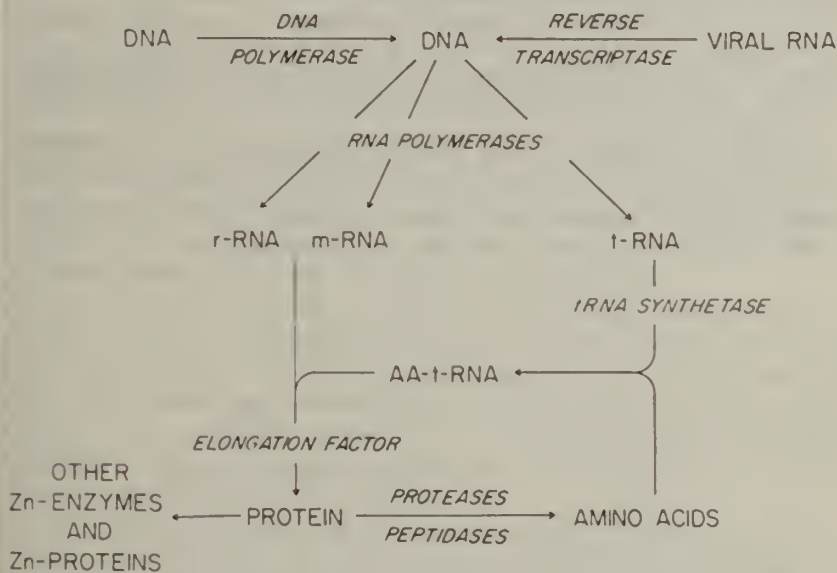 DNA
DNA
POLYMERASE
DNA
REVERSE
TRANSCRIPTASE
VIRAL RNA
RNA POLYMERASES
r-RNA
m-RNA
t-RNA
tRNA SYNTHETASE
AA-t-RNA
ELONGATION FACTOR
OTHER
Zn-ENZYMES
AND
Zn-PROTEINS
PROTEIN
PROTEASES
PEPTIDASES
AMINO ACIDS